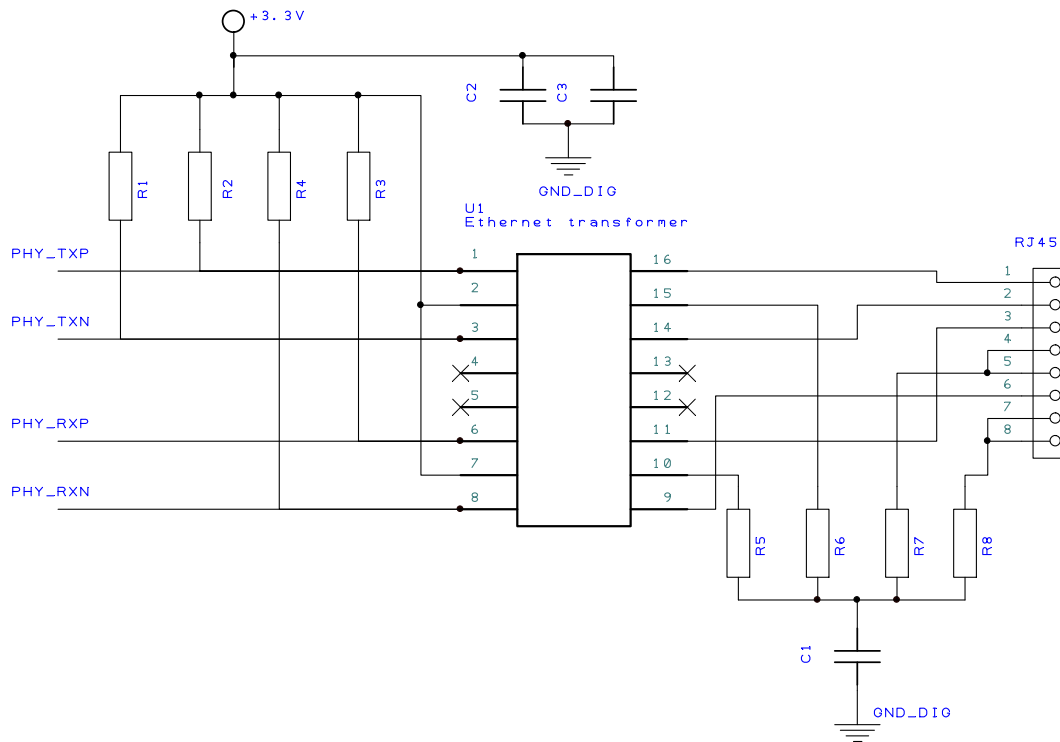 +3.3V
C2
C3
R1
R2
R4
R3
GND_DIG
U1
Ethernet transformer
PHY_TXP
PHY_TXN
PHY_RXP
PHY_RXN
1
2
3
4
5
6
7
8
16
15
14
13
12
11
10
9
RJ45
1
2
3
4
5
6
7
8
R5
R6
R7
R8
C1
GND_DIG